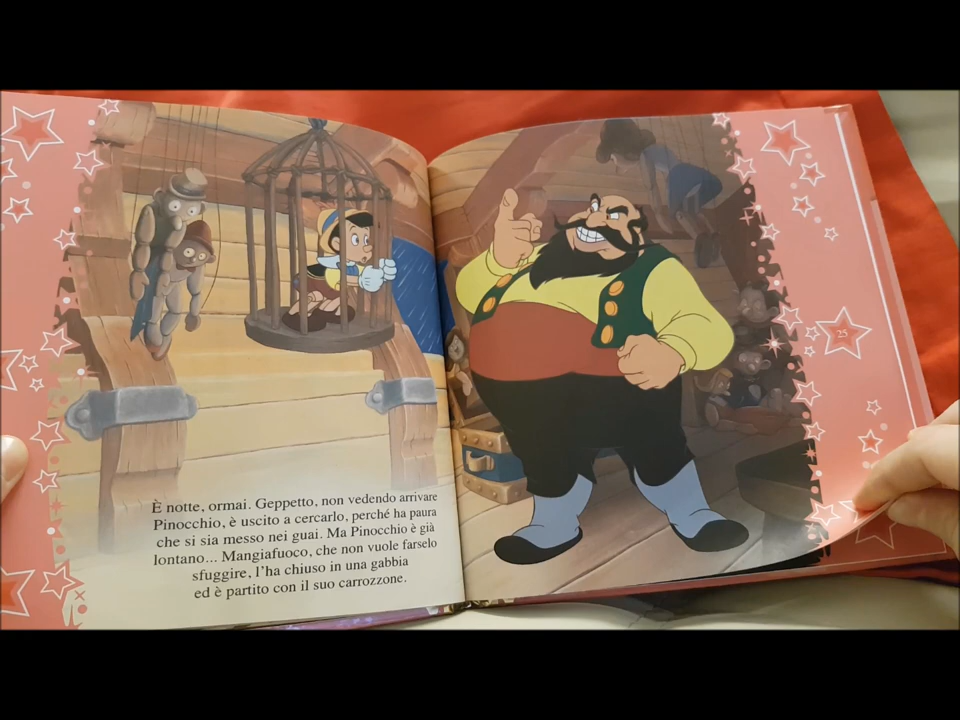 È notte, ormai. Geppetto, non vedendo arrivare
Pinocchio, è uscito a cercarlo, perché ha paura
che si sia messo nei guai. Ma Pinocchio è già
lontano... Mangiafuoco, che non vuole farselo
sfuggire, l'ha chiuso in una gabbia
ed è partito con il suo carrozzone.
25